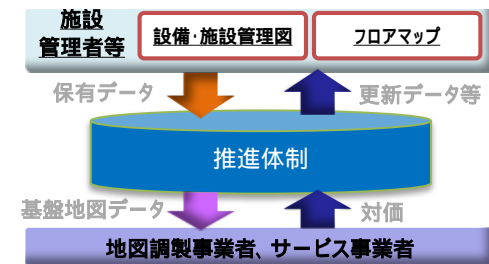 施設
管理者等
設備･施設管理図
フロアマップ
保有データ
更新データ等
推進体制
基盤地図データ
対価
地図調製事業者、サービス事業者